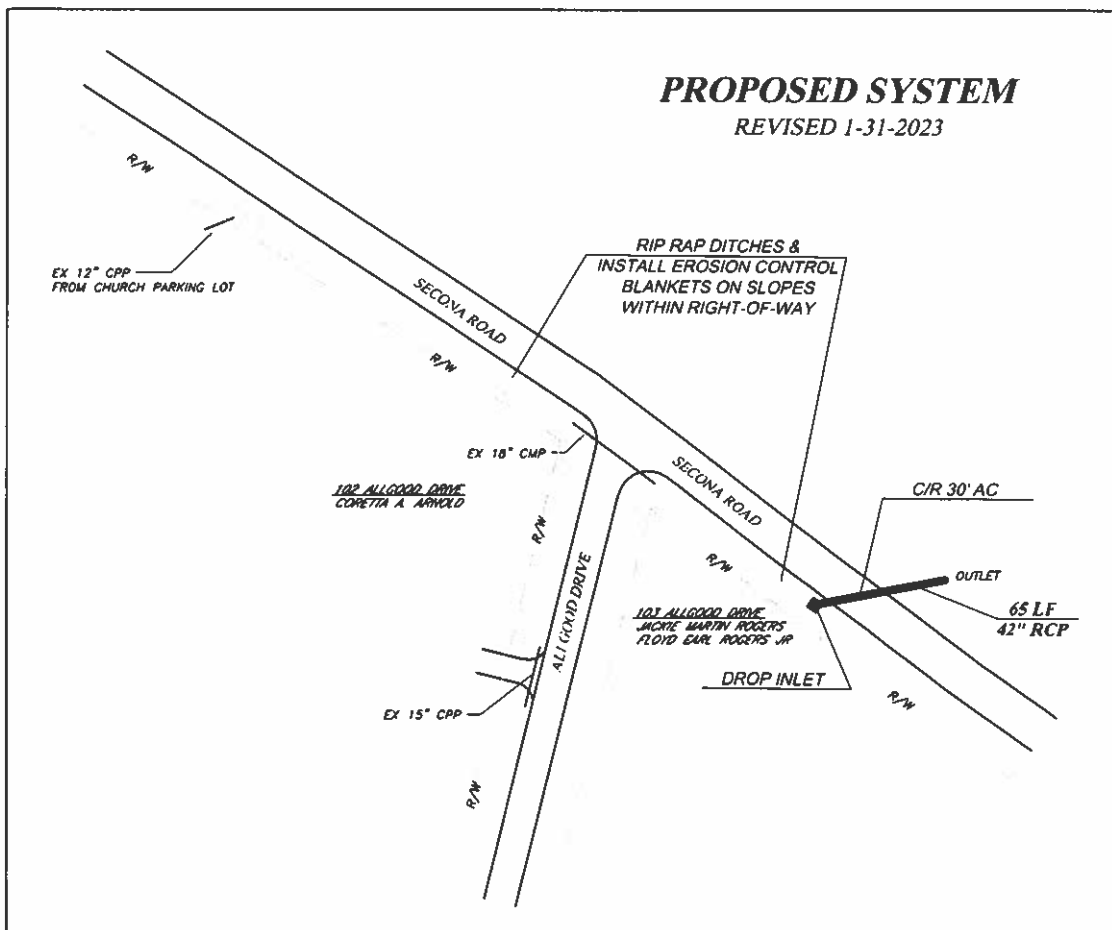 PROPOSED SYSTEM
REVISED 1-31-2023
R/W
EX 12" CPP
FROM CHURCH PARKING LOT
SECONA ROAD
R/W
RIP RAP DITCHES &
INSTALL EROSION CONTROL
BLANKETS ON SLOPES
WITHIN RIGHT-OF-WAY
EX 18" CMP
102 ALLGOOD DRIVE
CORETTA A. ARNOLD
R/W
SECONA ROAD
C/R 30' AC
R/W
OUTLET
65 LF
42" RCP
103 ALLGOOD DRIVE
JACKIE MARTIN ROGERS
FLOYD EARL ROGERS JR
ALLGOOD DRIVE
DROP INLET
R/W
EX 15" CPP
R/W